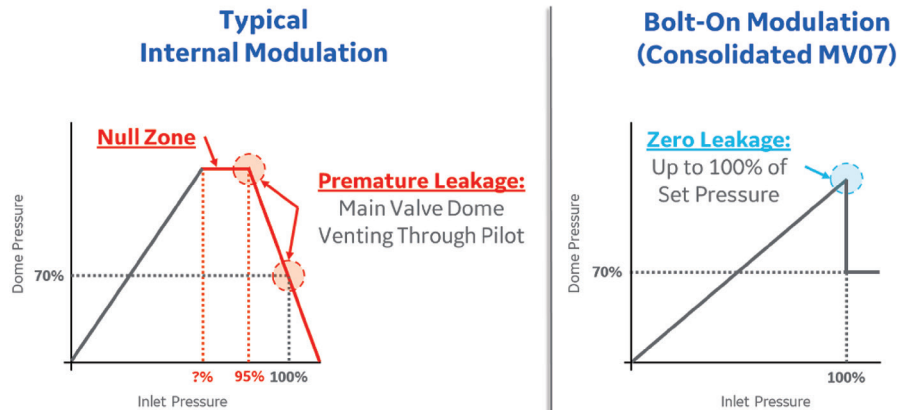 Typical
Internal Modulation
Null Zone
Premature Leakage:
Main Valve Dome
Venting Through Pilot
Dome Pressure
70%
?%
95%
100%
Inlet Pressure
Bolt-On Modulation
(Consolidated MV07)
Zero Leakage:
Up to 100% of
Set Pressure
Dome Pressure
70%
100%
Inlet Pressure